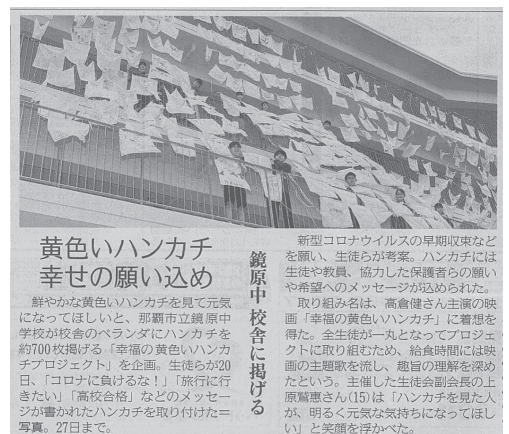 黄色いハンカチ
幸せの願い込め
鏡原中 校舎に掲げる
鮮やかな黄色いハンカチを見て元気
になってほしいと、那覇市立鏡原中
学校が校舎のベランダにハンカチを
約700枚掲げる「幸福の黄色いハンカ
チプロジェクト」を企画。生徒らが20
日、「コロナに負けるな！」「旅行に行
きたい」「高校合格」などのメッセー
ジが書かれたハンカチを取り付けた＝
写真。27日まで。
新型コロナウイルスの早期収束など
を願い、生徒らが考案。ハンカチには
生徒や教員、協力した保護者らの願い
や希望へのメッセージが込められた。
取り組み名は、高倉健さん主演の映
画「幸福の黄色いハンカチ」に着想を
得た。全生徒が一丸となってプロジェ
クトに取り組むため、給食時間には映
画の主題歌を流し、趣旨の理解を深め
たという。主催した生徒会副会長の上
原鷲恵さん(15)は「ハンカチを見た人
が、明るく元気な気持ちになってほし
い」と笑顔を浮かべた。